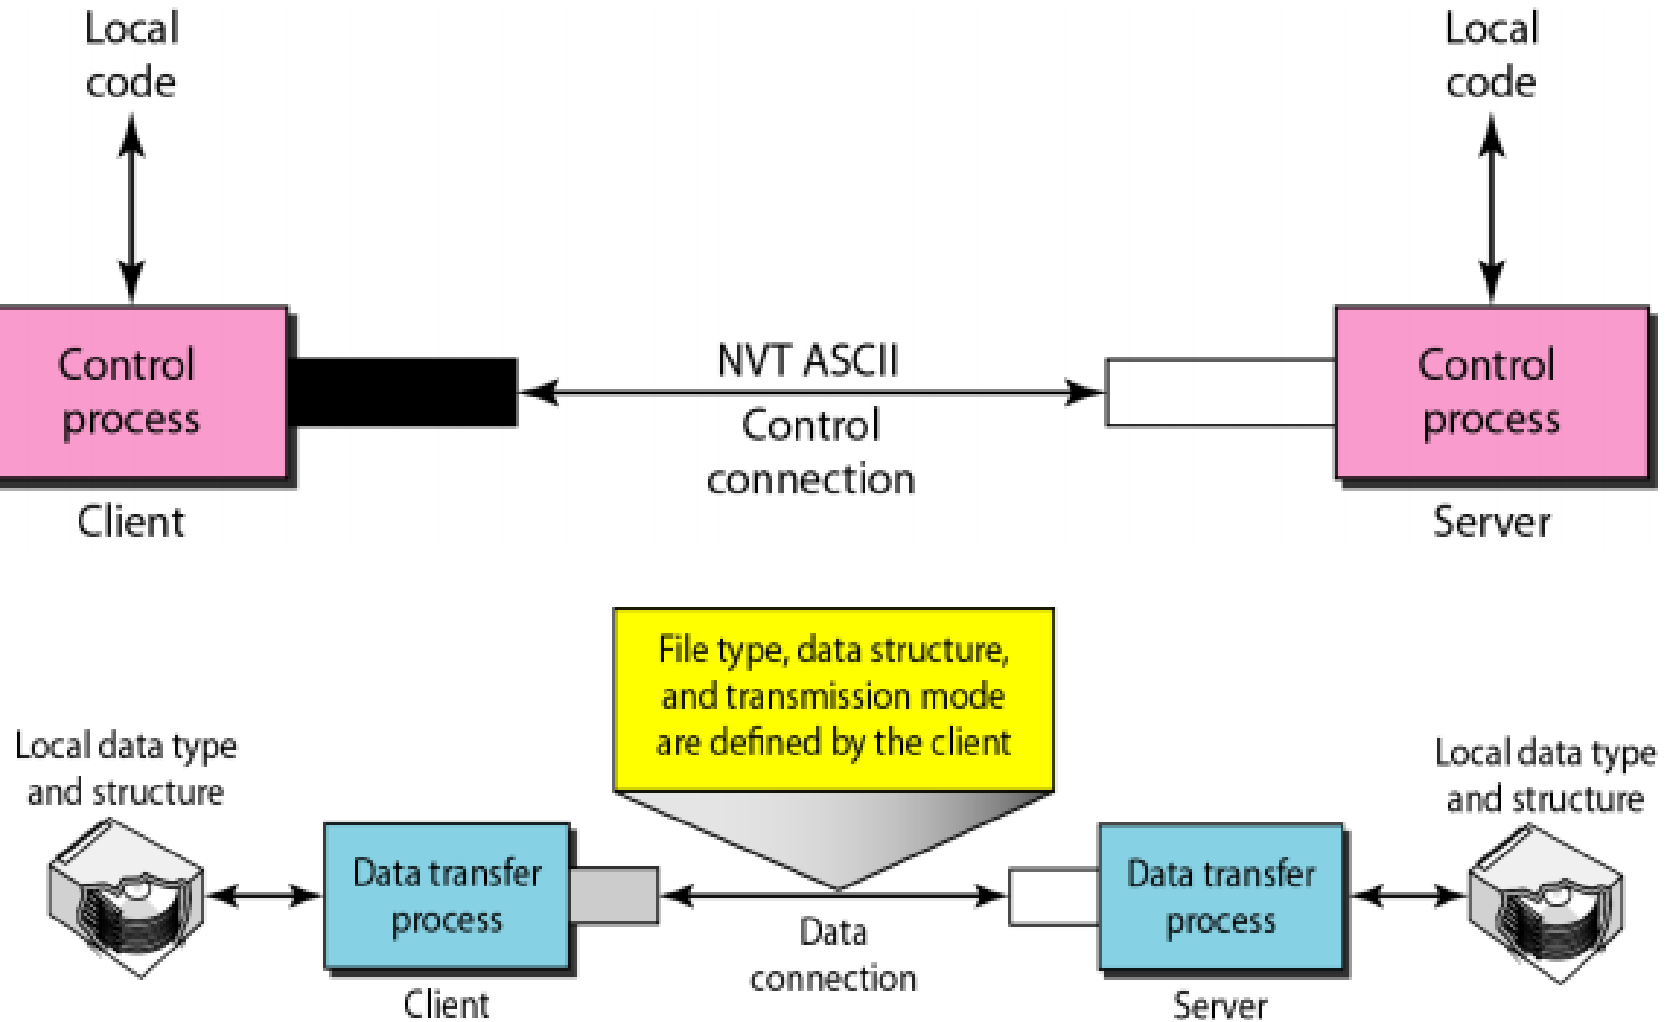 Local
code
Local
code
Control
process
NVT ASCII
Control
connection
Control
process
Client
Server
File type, data structure,
and transmission mode
are defined by the client
Local data type
and structure
Local data type
and structure
Data transfer
process
Data
connection
Data transfer
process
Client
Server